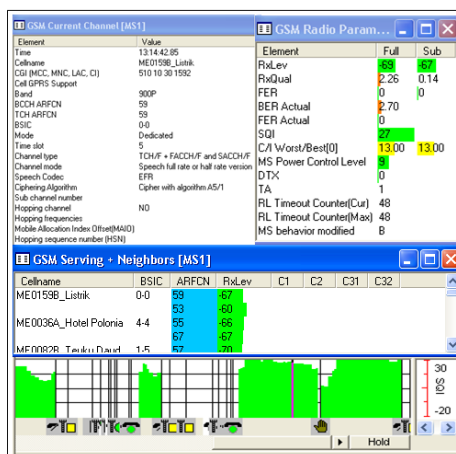 GSM Current Channel [MS1]
Element Value
Time 13:14:42.85
Cellname ME0159B_Listrik
CGI (MCC, MNC, LAC, CI) 510 10 30 1592
Cell GPRS Support
Band 900P
BCCH ARFCN 59
TCH ARFCN 59
BSIC 0-0
Mode Dedicated
Time slot 5
Channel type TCH/F + FACCH/F and SACCH/F
Channel mode Speech full rate or half rate version
Speech Codec EFR
Ciphering Algorithm Cipher with algorithm A5/1
Sub channel number
Hopping channel NO
Hopping frequencies
Mobile Allocation Index Offset(MAIO)
Hopping sequence number (HSN)
GSM Radio Param...
Element Full Sub
RxLev -69 -67
RxQual 2.26 0.14
FER 0 0
BER Actual 2.70
FER Actual 0
SQI 27
C/I Worst/Best[0] 13.00 13.00
MS Power Control Level 9
DTX 0
TA 1
RL Timeout Counter(Cur) 48
RL Timeout Counter(Max) 48
MS behavior modified B
GSM Serving + Neighbors [MS1]
Cellname BSIC ARFCN RxLev C1 C2 C31 C32
ME0159B_Listrik 0-0 59 -67
53 -60
ME0036A_Hotel Polonia 4-4 55 -66
67 -67
ME0082B_Teuku Daud 1-5 57 -70
30
SQI
-20
Hold